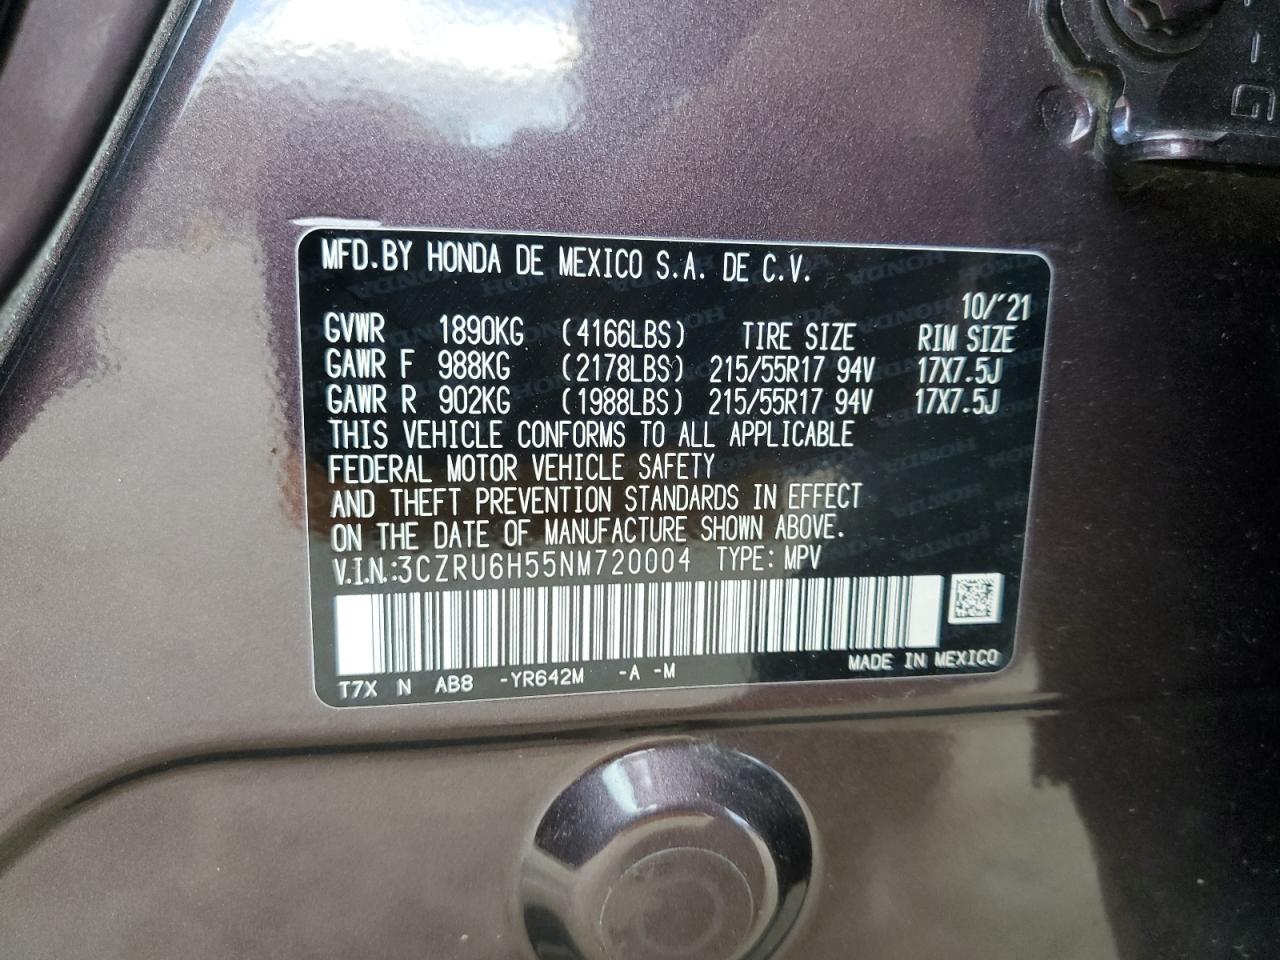 MFD.BY HONDA DE MEXICO S.A. DE C.V.
10/'21
GVWR 1890KG (4166LBS) TIRE SIZE RIM SIZE
GAWR F 988KG (2178LBS) 215/55R17 94V 17X7.5J
GAWR R 902KG (1988LBS) 215/55R17 94V 17X7.5J
THIS VEHICLE CONFORMS TO ALL APPLICABLE
FEDERAL MOTOR VEHICLE SAFETY
AND THEFT PREVENTION STANDARDS IN EFFECT
ON THE DATE OF MANUFACTURE SHOWN ABOVE.
V.I.N.:3CZRU6H55NM720004 TYPE: MPV
T7X N AB8 -YR642M -A -M MADE IN MEXICO